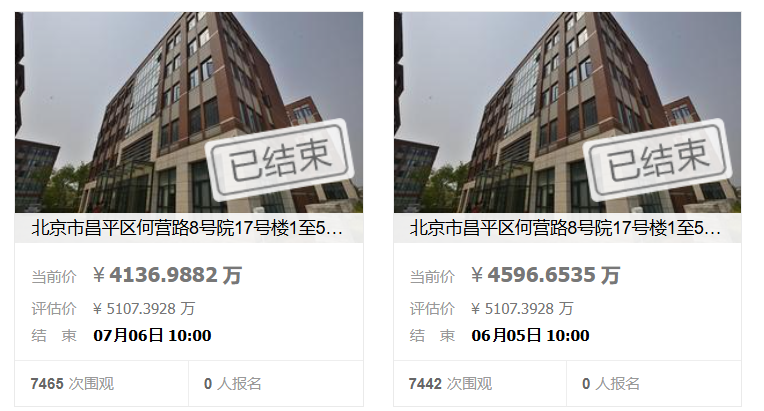 已结束
北京市昌平区何营路8号院17号楼1至5...
当前价 ¥ 4136.9882 万
评估价 ¥ 5107.3928 万
结 束 07月06日 10:00
7465 次围观 0 人报名
已结束
北京市昌平区何营路8号院17号楼1至5...
当前价 ¥ 4596.6535 万
评估价 ¥ 5107.3928 万
结 束 06月05日 10:00
7442 次围观 0 人报名